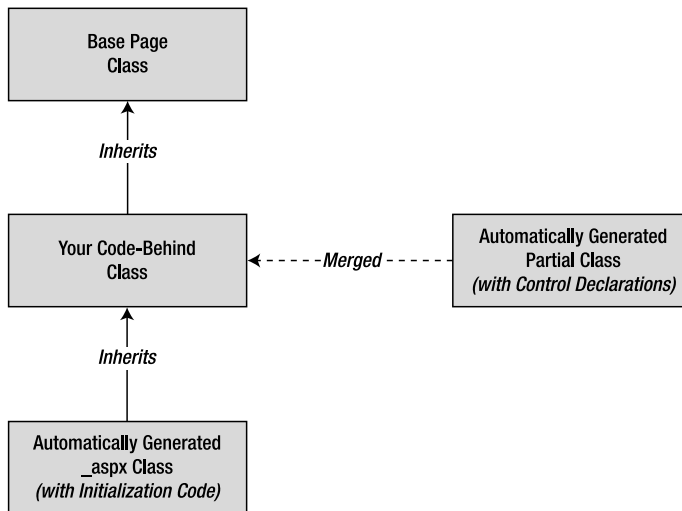 Base Page
Class
Inherits
Your Code-Behind
Class
Merged
Automatically Generated
Partial Class
(with Control Declarations)
Inherits
Automatically Generated
_aspx Class
(with Initialization Code)